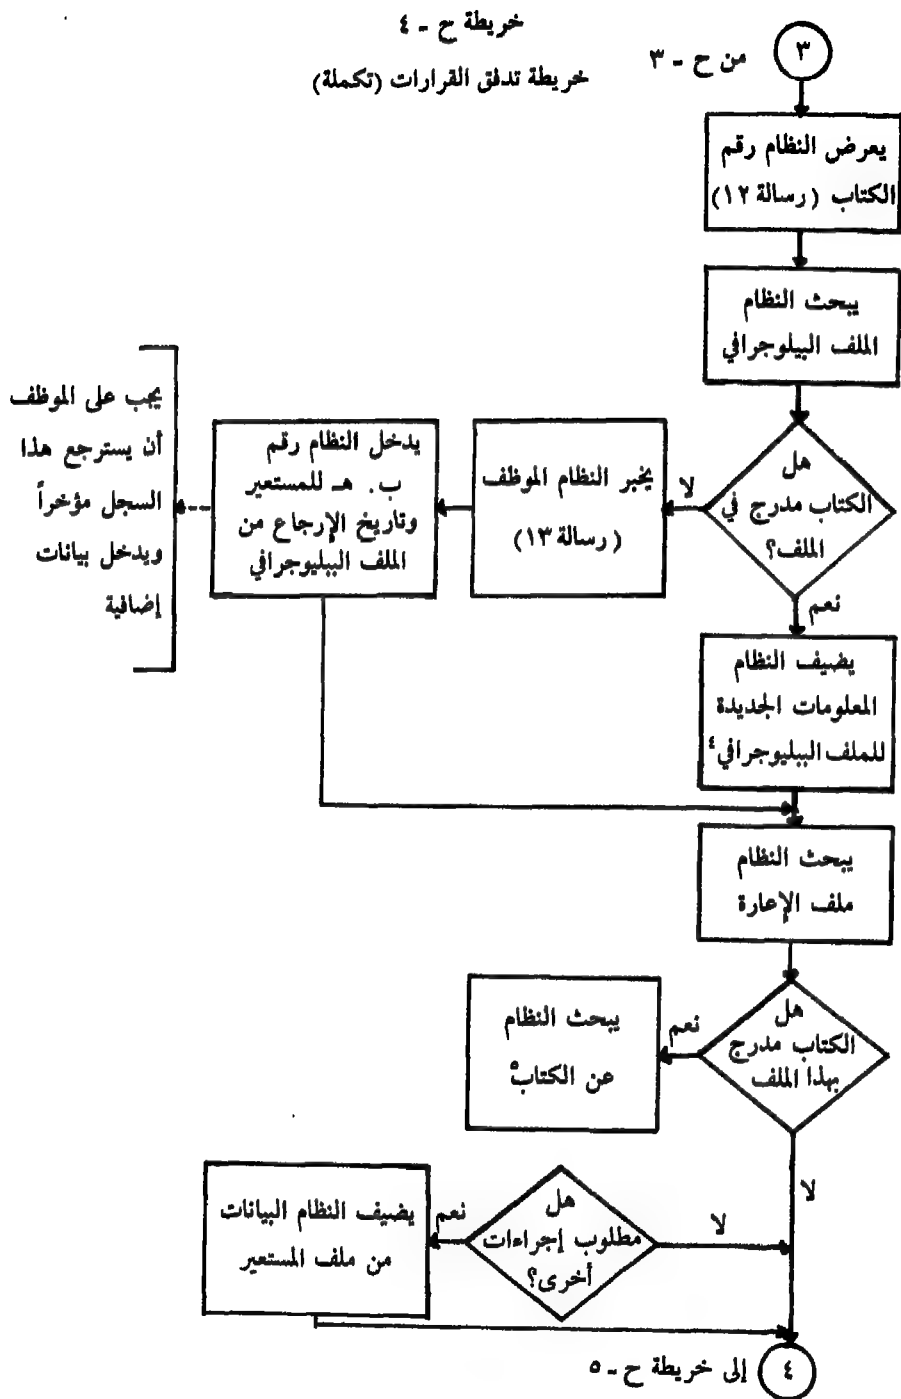 خريطة ح - ٤
خريطة تدفق القرارات (تكملة)
٣
من ح - ٣
يعرض النظام رقم
الكتاب (رسالة ١٢)
يبحث النظام
الملف البيلوجرافي
هل
الكتاب مدرج في
الملف؟
لا
نعم
يخبر النظام الموظف
(رسالة ١٣)
يدخل النظام رقم
ب. هـ للمستعير
وتاريخ الإرجاع من
الملف الببليوجرافي
يجب على الموظف
أن يسترجع هذا
السجل مؤخراً
ويدخل بيانات
إضافية
يضيف النظام
المعلومات الجديدة
للملف الببليوجرافي٤
يبحث النظام
ملف الإعارة
هل
الكتاب مدرج
بهذا الملف
نعم
لا
يبحث النظام
عن الكتاب٥
هل
مطلوب إجراءات
أخرى؟
لا
نعم
يضيف النظام البيانات
من ملف المستعير
٤
إلى خريطة ح - ٥